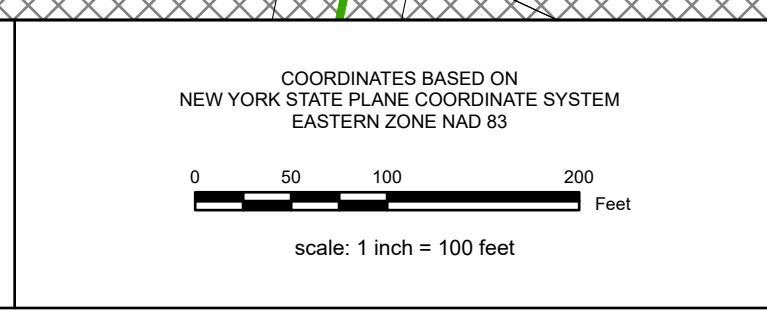 COORDINATES BASED ON
NEW YORK STATE PLANE COORDINATE SYSTEM
EASTERN ZONE NAD 83
0 50 100 200
Feet
scale: 1 inch = 100 feet